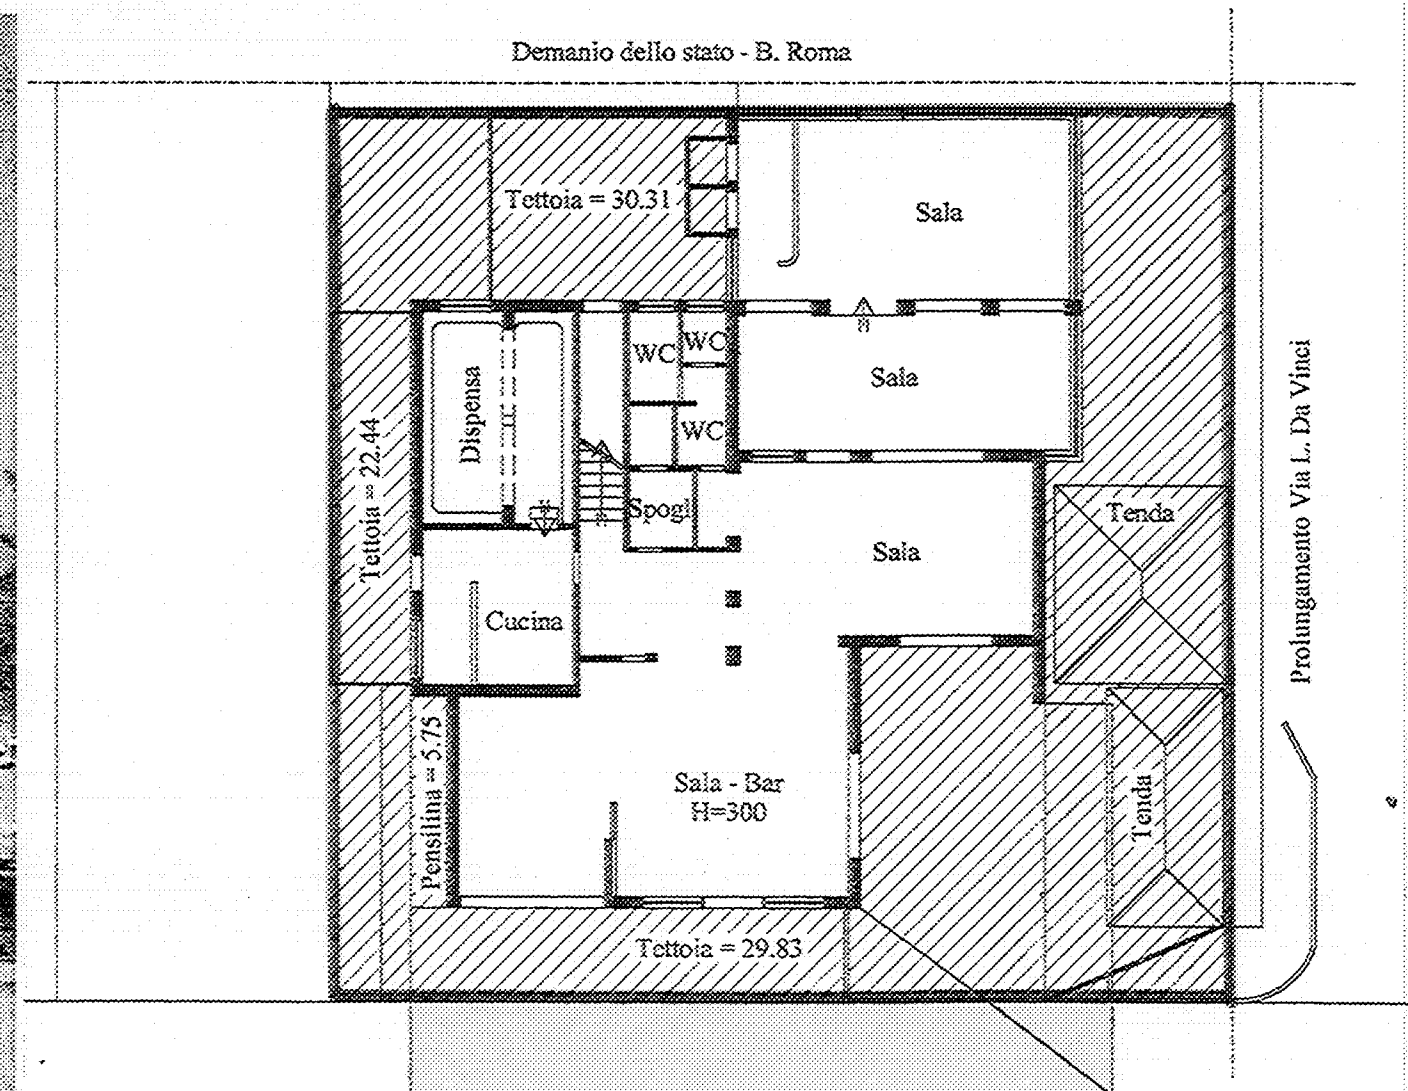 Demanio dello stato - B. Roma
Tettoia = 30.31
Sala
WC
WC
Sala
Dispensa
WC
Tettoia = 22.44
Prolungamento Via L. Da Vinci
Spogl
Tenda
Sala
Cucina
Pensilina = 5.75
Sala - Bar
H=300
Tenda
Tettoia = 29.83